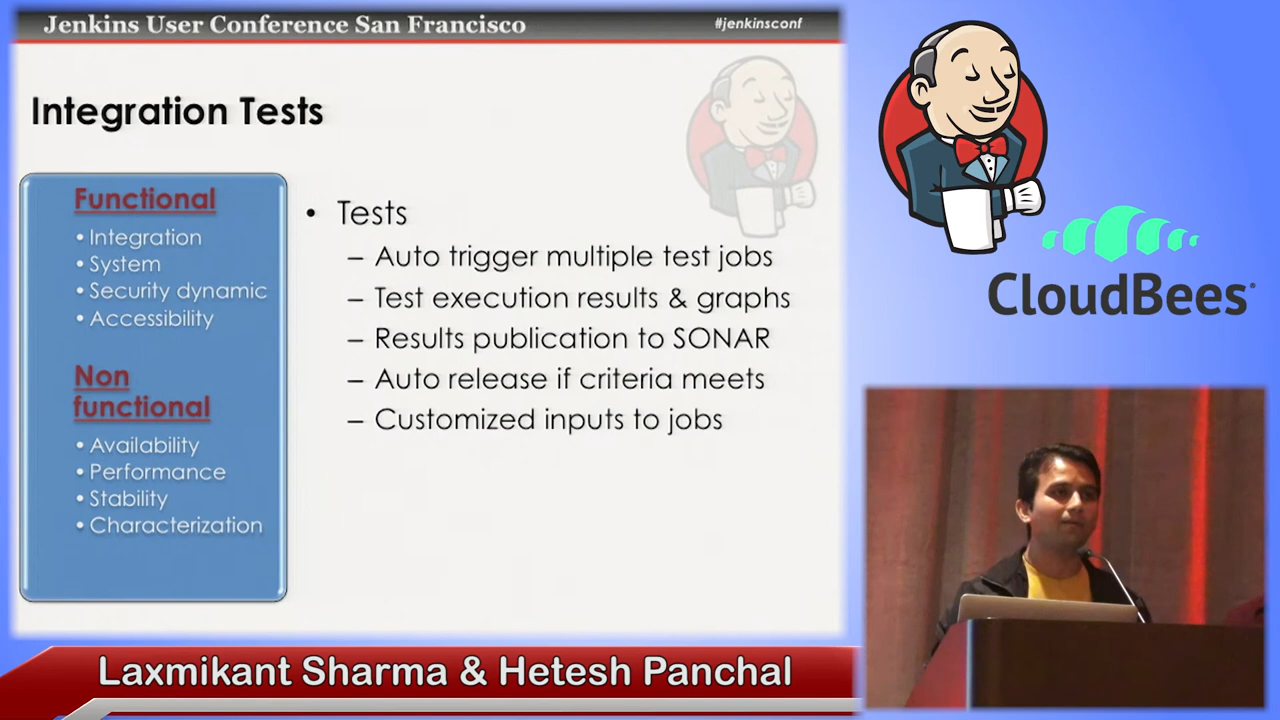 Jenkins User Conference San Francisco
#jenkinsconf
Integration Tests
Functional
• Integration
• System
• Security dynamic
• Accessibility
Non
functional
• Availability
• Performance
• Stability
• Characterization
• Tests
– Auto trigger multiple test jobs
– Test execution results & graphs
– Results publication to SONAR
– Auto release if criteria meets
– Customized inputs to jobs
CloudBees
Laxmikant Sharma & Hetesh Panchal